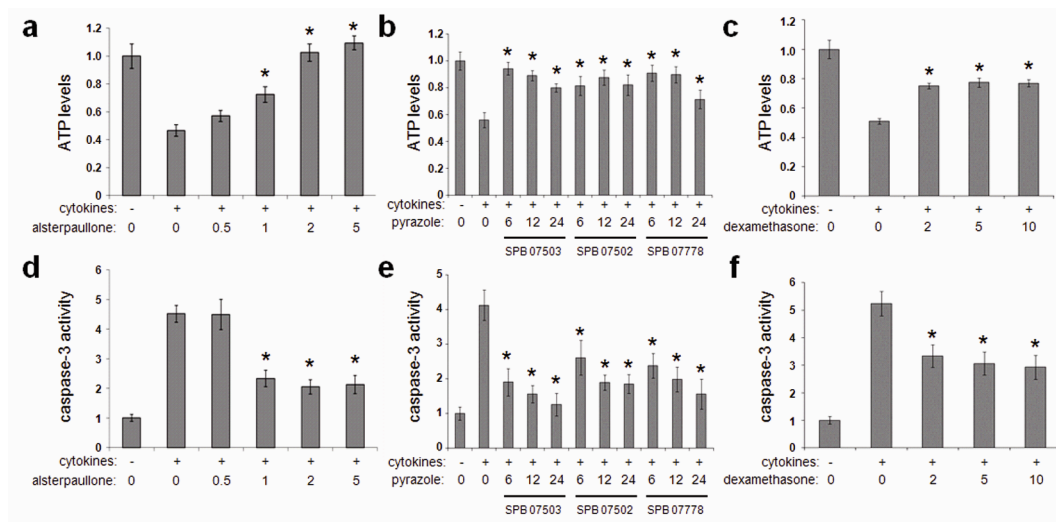 a
ATP levels
1.2
1.0
0.8
0.6
0.4
0.2
0
* * *
cytokines: - + + + + +
alsterpaullone: 0 0 0.5 1 2 5
b
ATP levels
1.2
1.0
0.8
0.6
0.4
0.2
0
* * * * * * * * *
cytokines: - + + + + + + + + + +
pyrazole: 0 0 6 12 24 6 12 24 6 12 24
SPB 07503 SPB 07502 SPB 07778
c
ATP levels
1.2
1.0
0.8
0.6
0.4
0.2
0
* * *
cytokines: - + + + +
dexamethasone: 0 0 2 5 10
d
caspase-3 activity
6
5
4
3
2
1
0
* * *
cytokines: - + + + + +
alsterpaullone: 0 0 0.5 1 2 5
e
caspase-3 activity
5
4
3
2
1
0
* * * * * * * * *
cytokines: - + + + + + + + + + +
pyrazole: 0 0 6 12 24 6 12 24 6 12 24
SPB 07503 SPB 07502 SPB 07778
f
caspase-3 activity
7
6
5
4
3
2
1
0
* * *
cytokines: - + + + +
dexamethasone: 0 0 2 5 10